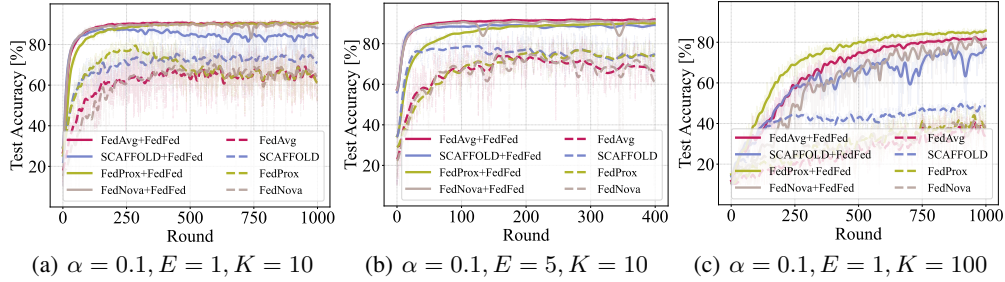 Test Accuracy [%]
80
60
40
20
0
250
500
750
1000
Round
FedAvg+FedFed
SCAFFOLD+FedFed
FedProx+FedFed
FedNova+FedFed
FedAvg
SCAFFOLD
FedProx
FedNova
(a) α = 0.1, E = 1, K = 10
Test Accuracy [%]
80
60
40
20
0
100
200
300
400
Round
FedAvg+FedFed
SCAFFOLD+FedFed
FedProx+FedFed
FedNova+FedFed
FedAvg
SCAFFOLD
FedProx
FedNova
(b) α = 0.1, E = 5, K = 10
Test Accuracy [%]
80
60
40
20
0
250
500
750
1000
Round
FedAvg+FedFed
SCAFFOLD+FedFed
FedProx+FedFed
FedNova+FedFed
FedAvg
SCAFFOLD
FedProx
FedNova
(c) α = 0.1, E = 1, K = 100